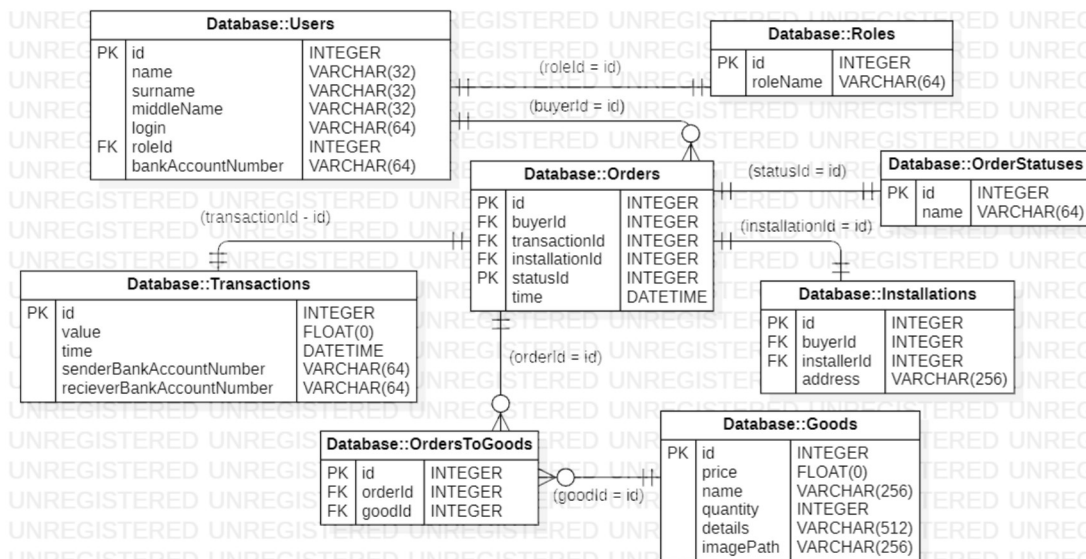 Database::Users
PK id INTEGER
name VARCHAR(32)
surname VARCHAR(32)
middleName VARCHAR(32)
login VARCHAR(64)
FK roleId INTEGER
bankAccountNumber VARCHAR(64)
(roleId = id)
Database::Roles
PK id INTEGER
roleName VARCHAR(64)
(buyerId = id)
Database::Orders
PK id INTEGER
FK buyerId INTEGER
FK transactionId INTEGER
FK installationId INTEGER
PK statusId INTEGER
time DATETIME
(statusId = id)
Database::OrderStatuses
PK id INTEGER
name VARCHAR(64)
(transactionId - id)
(installationId = id)
Database::Transactions
PK id INTEGER
value FLOAT(0)
time DATETIME
senderBankAccountNumber VARCHAR(64)
recieverBankAccountNumber VARCHAR(64)
Database::Installations
PK id INTEGER
FK buyerId INTEGER
FK installerId INTEGER
address VARCHAR(256)
(orderId = id)
Database::OrdersToGoods
PK id INTEGER
FK orderId INTEGER
FK goodId INTEGER
(goodId = id)
Database::Goods
PK id INTEGER
price FLOAT(0)
name VARCHAR(256)
quantity INTEGER
details VARCHAR(512)
imagePath VARCHAR(256)
UNREGISTERED